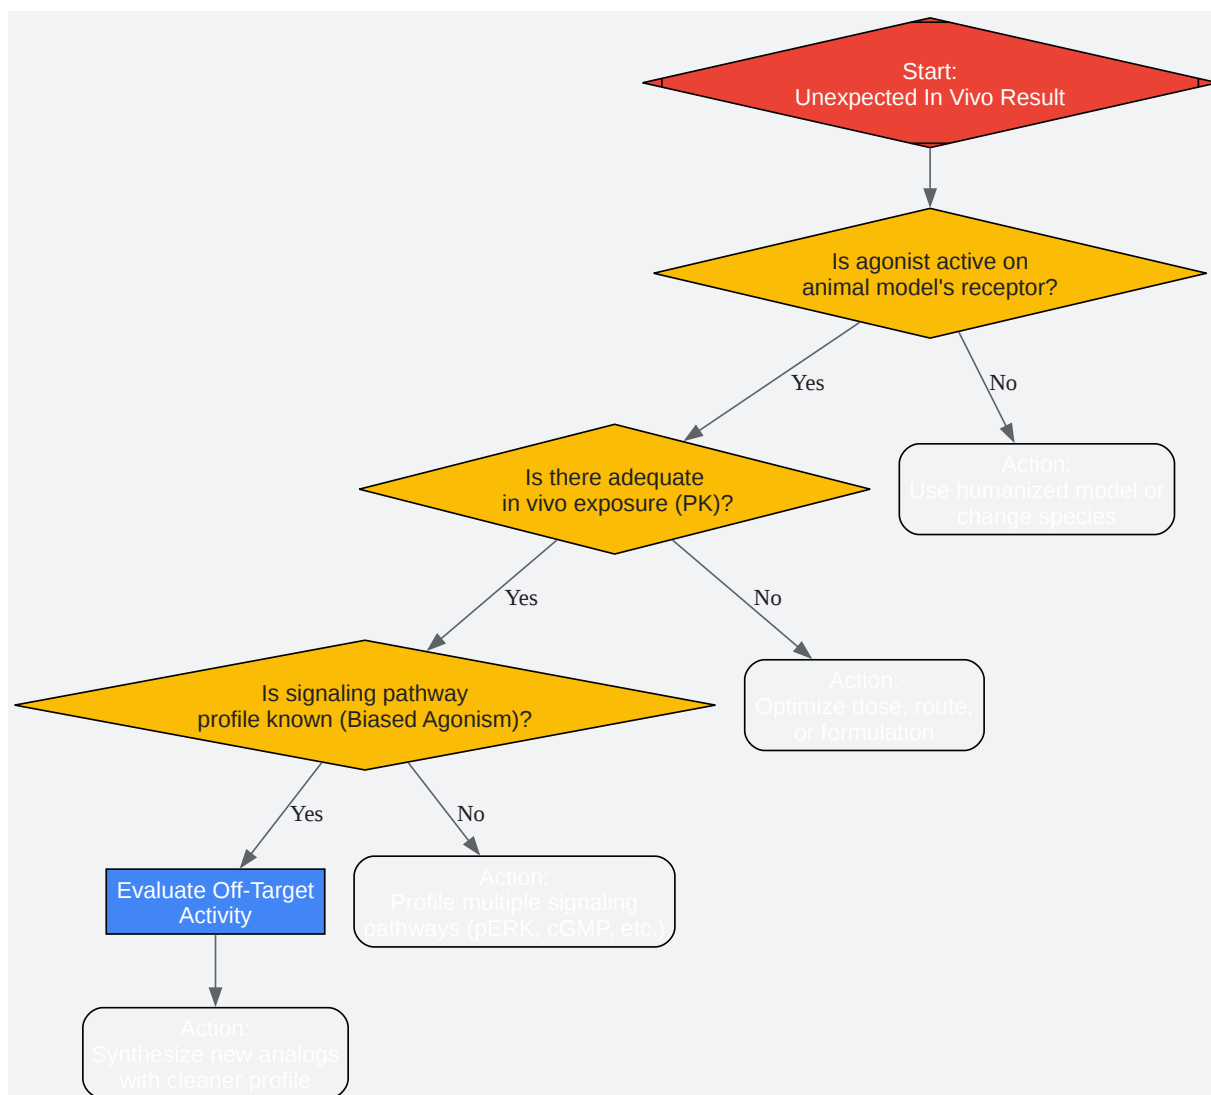 Start:
Unexpected In Vivo Result
Is agonist active on
animal model's receptor?
Yes
No
Action:
Use humanized model or
change species
Is there adequate
in vivo exposure (PK)?
Yes
No
Action:
Optimize dose, route,
or formulation
Is signaling pathway
profile known (Biased Agonism)?
Yes
No
Evaluate Off-Target
Activity
Action:
Profile multiple signaling
pathways (pERK, cGMP, etc.)
Action:
Synthesize new analogs
with cleaner profile